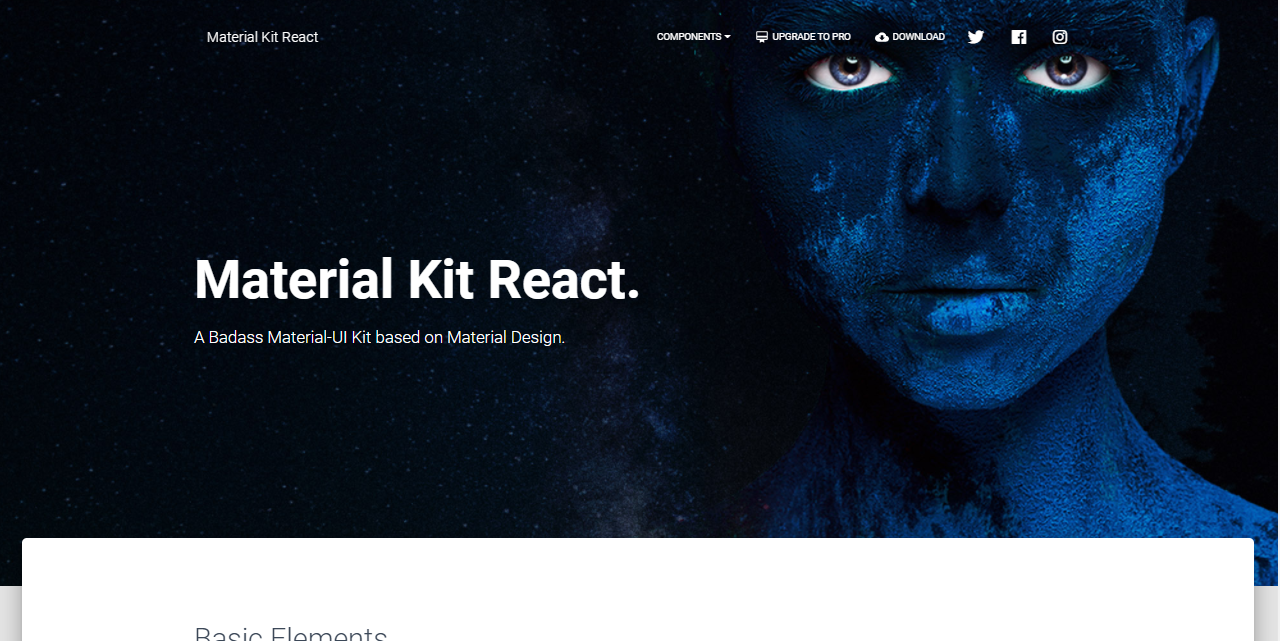 Material Kit React
COMPONENTS
UPGRADE TO PRO
DOWNLOAD
Material Kit React.
A Badass Material-UI Kit based on Material Design.
Basic Elements